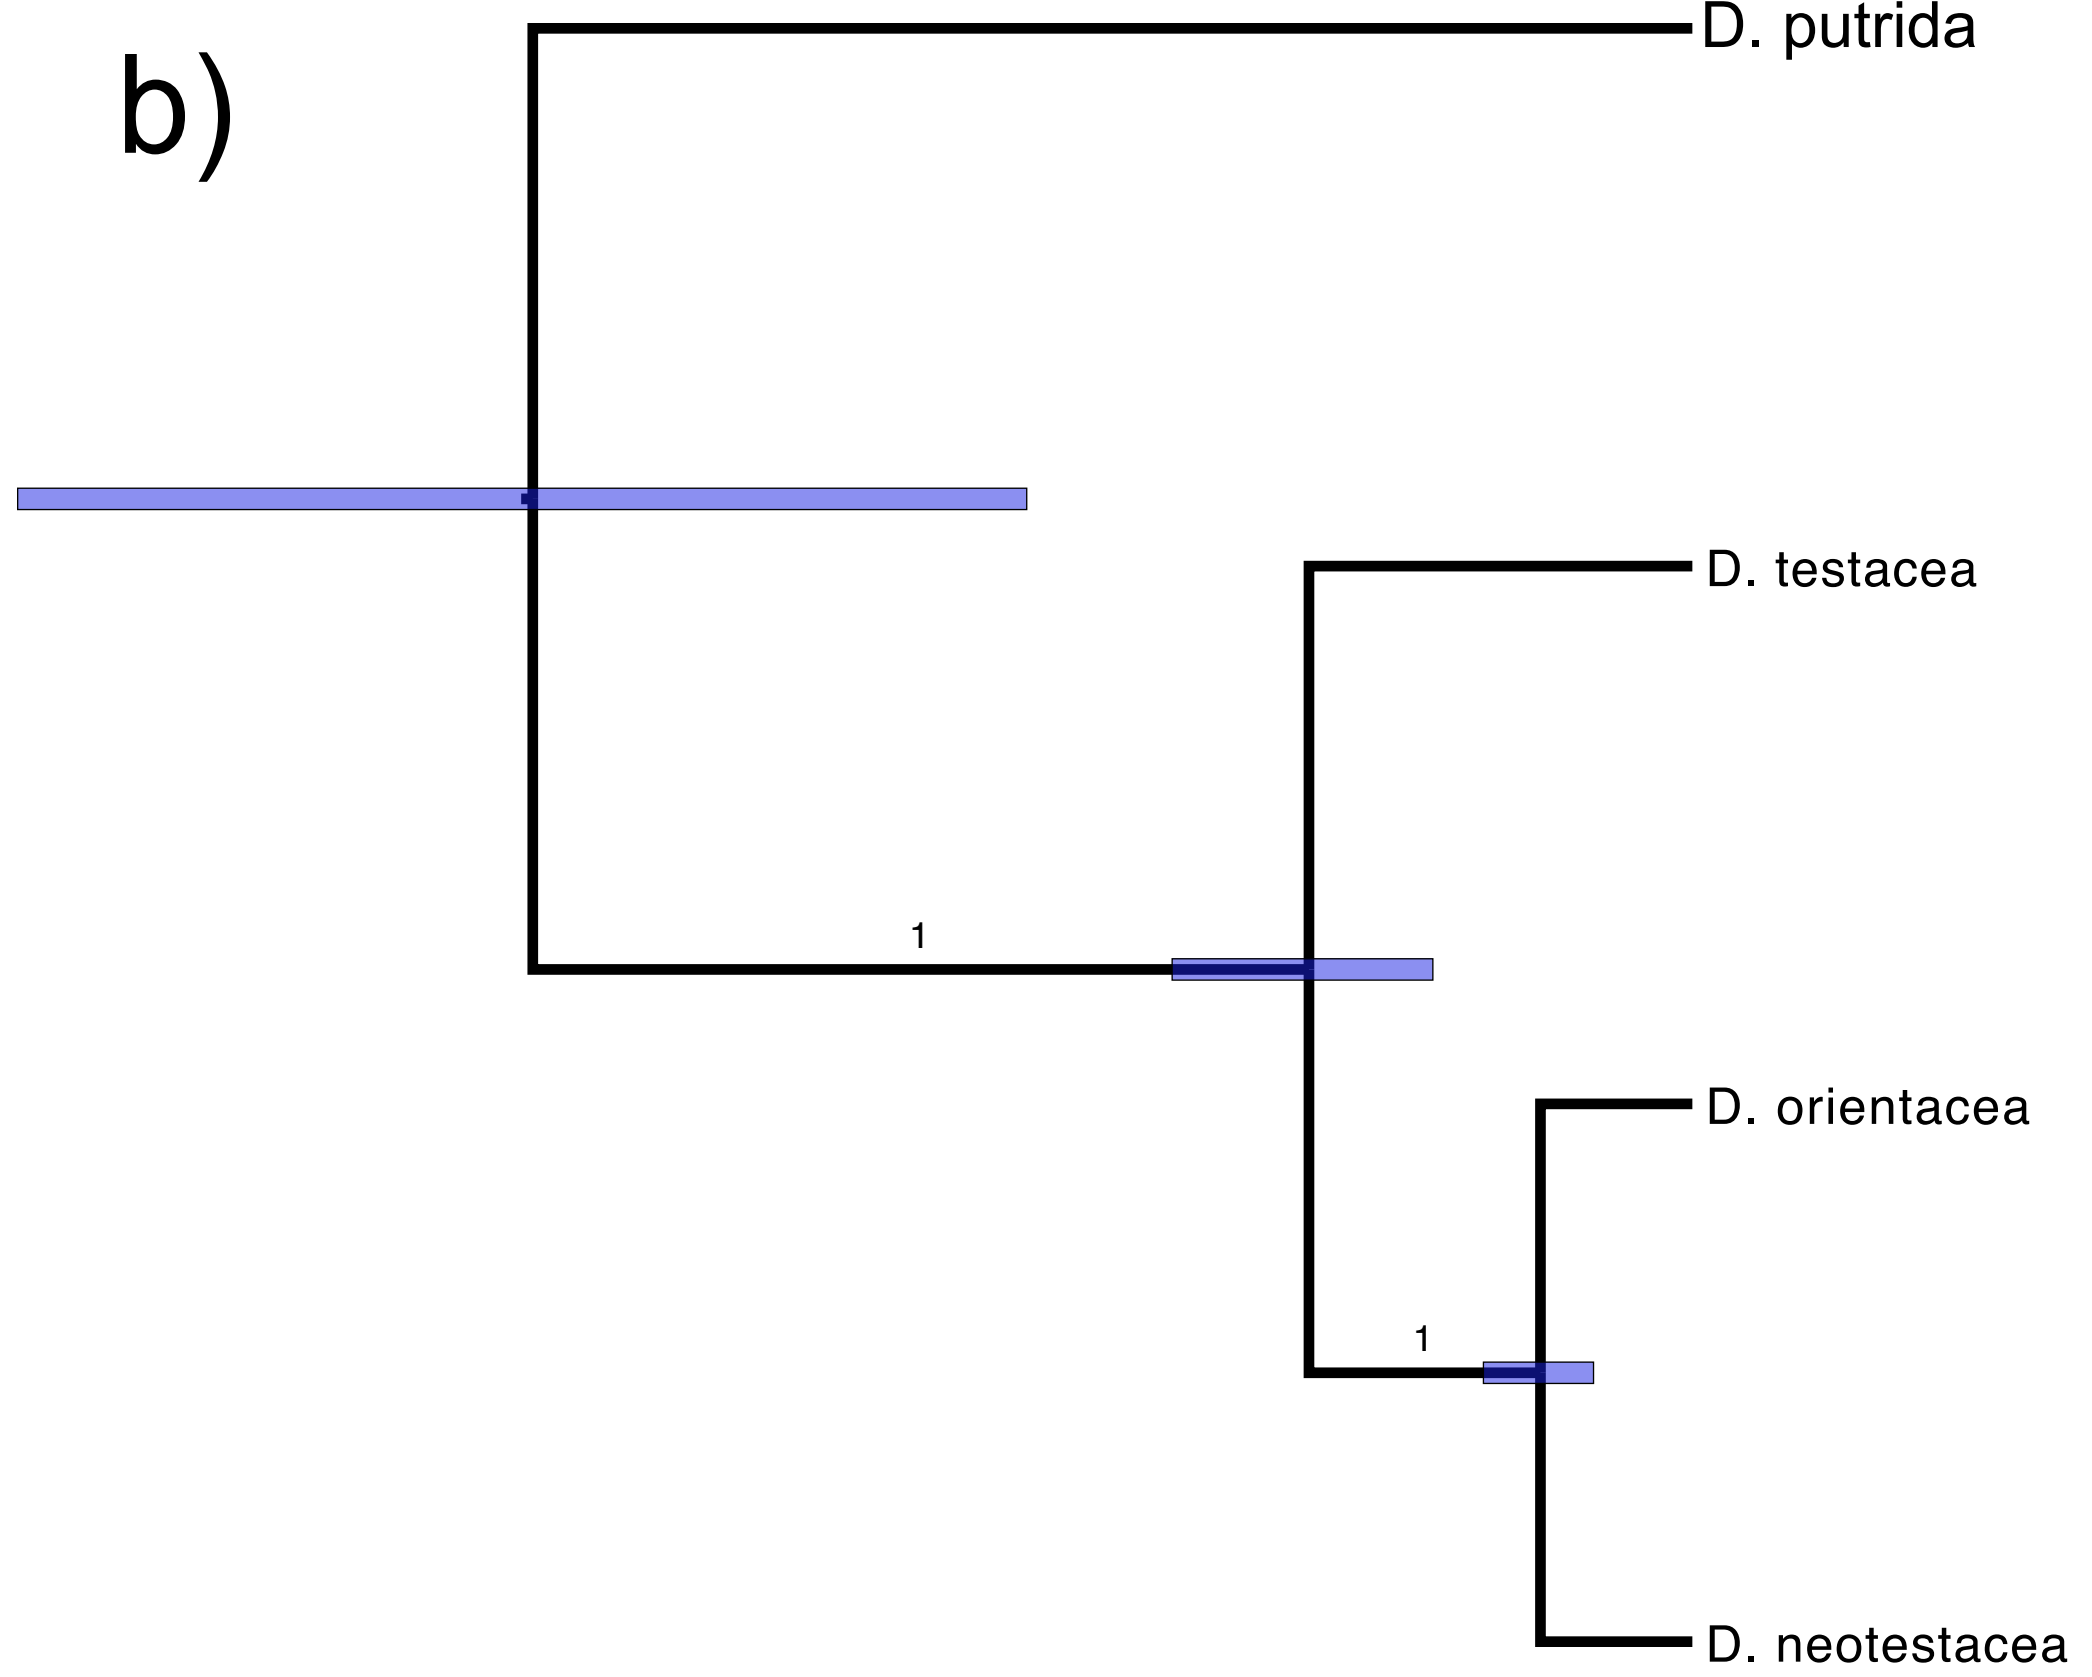 b)
D. putrida
D. testacea
1
D. orientacea
1
D. neotestacea